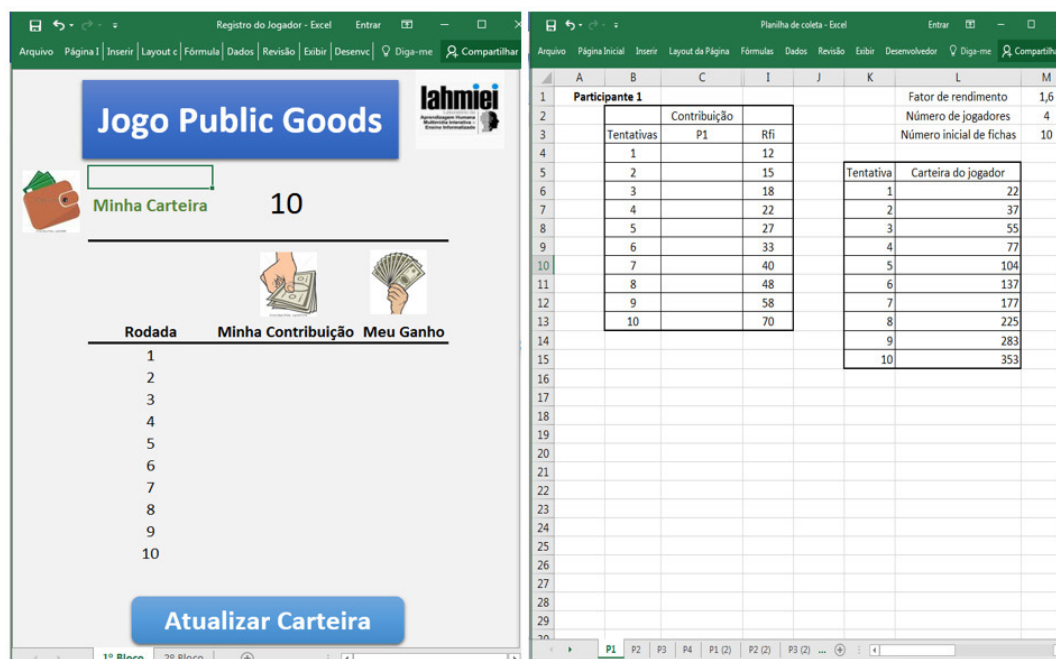 Registro do Jogador - Excel Entrar
Arquivo Página I Inserir Layout c Fórmula Dados Revisão Exibir Desenvc Diga-me Compartilhar
Jogo Public Goods
lahmiei
Aprendizagem Humana
Multimídia Interativa -
Ensino Informatizado
Minha Carteira 10
Rodada Minha Contribuição Meu Ganho
1
2
3
4
5
6
7
8
9
10
Atualizar Carteira
1º Bloco 2º Bloco
Planilha de coleta - Excel Entrar
Arquivo Página Inicial Inserir Layout da Página Fórmulas Dados Revisão Exibir Desenvolvedor Diga-me Compartilha
A B C I J K L M
1 Participante 1 Fator de rendimento 1,6
2 Contribuição Número de jogadores 4
3 Tentativas P1 Rfi Número inicial de fichas 10
4 1 12
5 2 15 Tentativa Carteira do jogador
6 3 18 1 22
7 4 22 2 37
8 5 27 3 55
9 6 33 4 77
10 7 40 5 104
11 8 48 6 137
12 9 58 7 177
13 10 70 8 225
14 9 283
15 10 353
16
17
18
19
20
21
22
23
24
25
26
27
28
29
30
P1 P2 P3 P4 P1 (2) P2 (2) P3 (2) ...